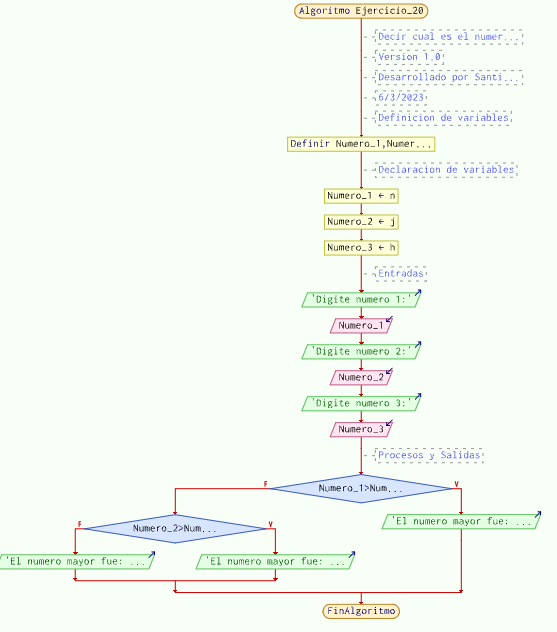 Algoritmo Ejercicio_20
Decir cual es el numer...
Version 1.0
Desarrollado por Santi...
6/3/2023
Definicion de variables
Definir Numero_1,Numer...
Declaracion de variables
Numero_1 ← n
Numero_2 ← j
Numero_3 ← h
Entradas
'Digite numero 1:'
Numero_1
'Digite numero 2:'
Numero_2
'Digite numero 3:'
Numero_3
Procesos y Salidas
F
Numero_1>Num...
V
F
Numero_2>Num...
V
'El numero mayor fue: ...
'El numero mayor fue: ...
'El numero mayor fue: ...
FinAlgoritmo